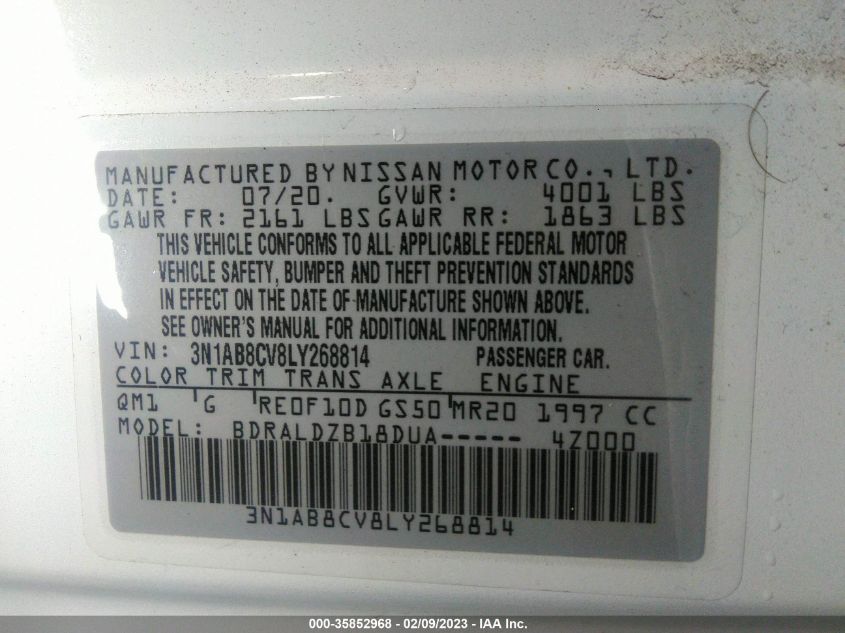 MANUFACTURED BY NISSAN MOTOR CO., LTD.
DATE: 07/20. GVWR: 4001 LBS
GAWR FR: 2161 LBS GAWR RR: 1863 LBS
THIS VEHICLE CONFORMS TO ALL APPLICABLE FEDERAL MOTOR
VEHICLE SAFETY, BUMPER AND THEFT PREVENTION STANDARDS
IN EFFECT ON THE DATE OF MANUFACTURE SHOWN ABOVE.
SEE OWNER'S MANUAL FOR ADDITIONAL INFORMATION.
VIN: 3N1AB8CV8LY268814 PASSENGER CAR.
COLOR TRIM TRANS AXLE ENGINE
QM1 G RE0F10D GS50 MR20 1997 CC
MODEL: BDRALDZB18DUA----- 4Z000
3N1AB8CV8LY268814
000-35852968 - 02/09/2023 - IAA Inc.